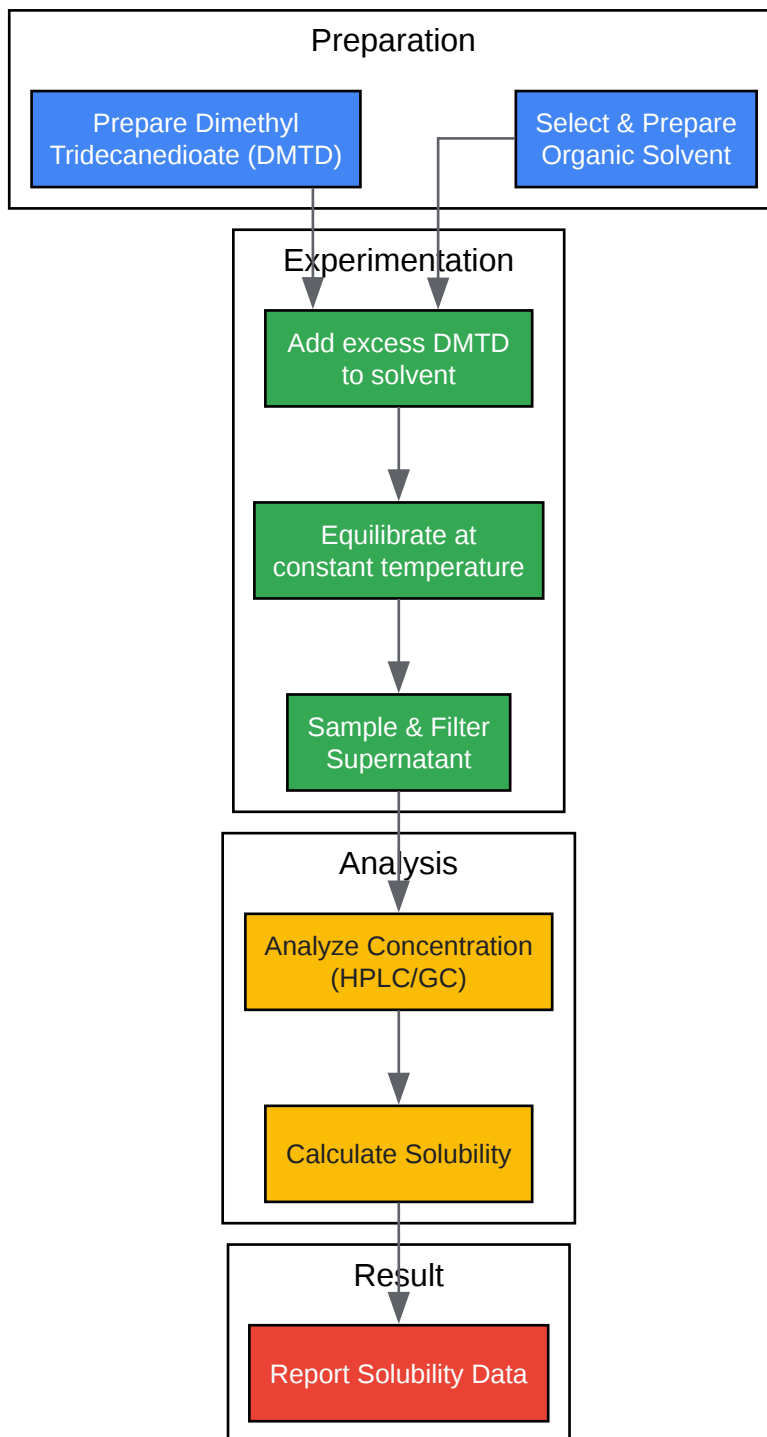 Preparation
Prepare Dimethyl
Tridecanedioate (DMTD)
Select & Prepare
Organic Solvent
Experimentation
Add excess DMTD
to solvent
Equilibrate at
constant temperature
Sample & Filter
Supernatant
Analysis
Analyze Concentration
(HPLC/GC)
Calculate Solubility
Result
Report Solubility Data